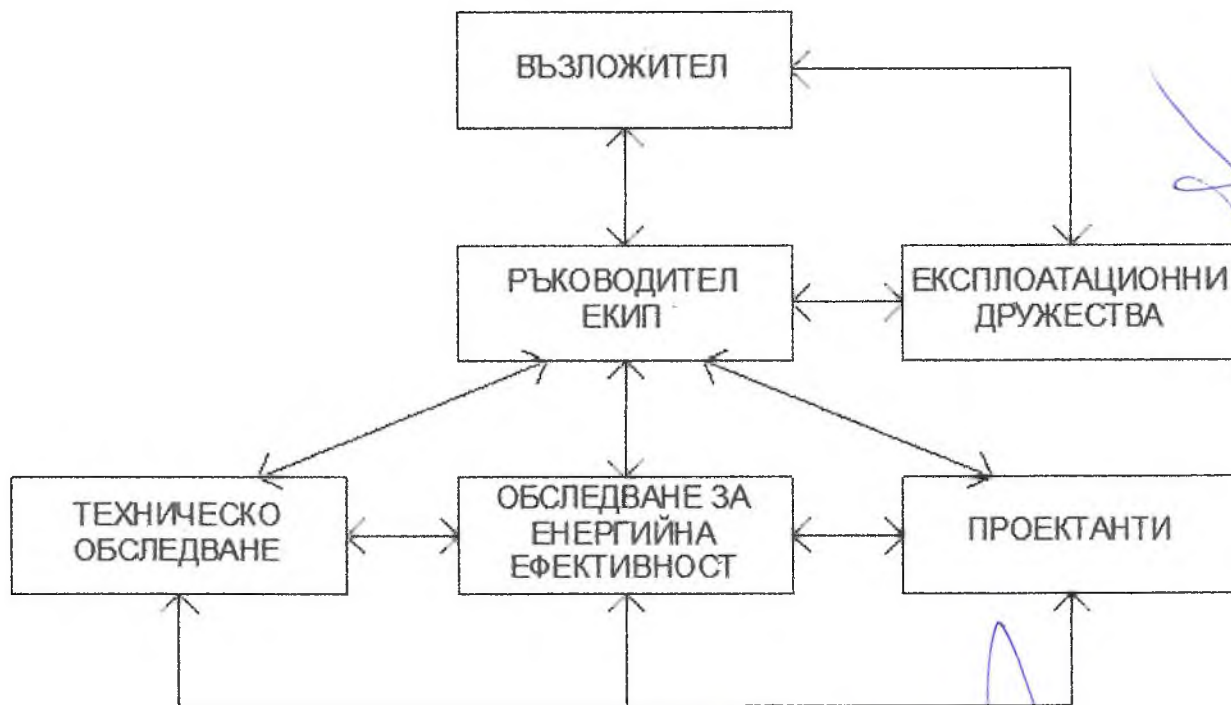 ВЪЗЛОЖИТЕЛ
РЪКОВОДИТЕЛ
ЕКИП
ЕКСПЛОАТАЦИОННИ
ДРУЖЕСТВА
ТЕХНИЧЕСКО
ОБСЛЕДВАНЕ
ОБСЛЕДВАНЕ ЗА
ЕНЕРГИЙНА
ЕФЕКТИВНОСТ
ПРОЕКТАНТИ